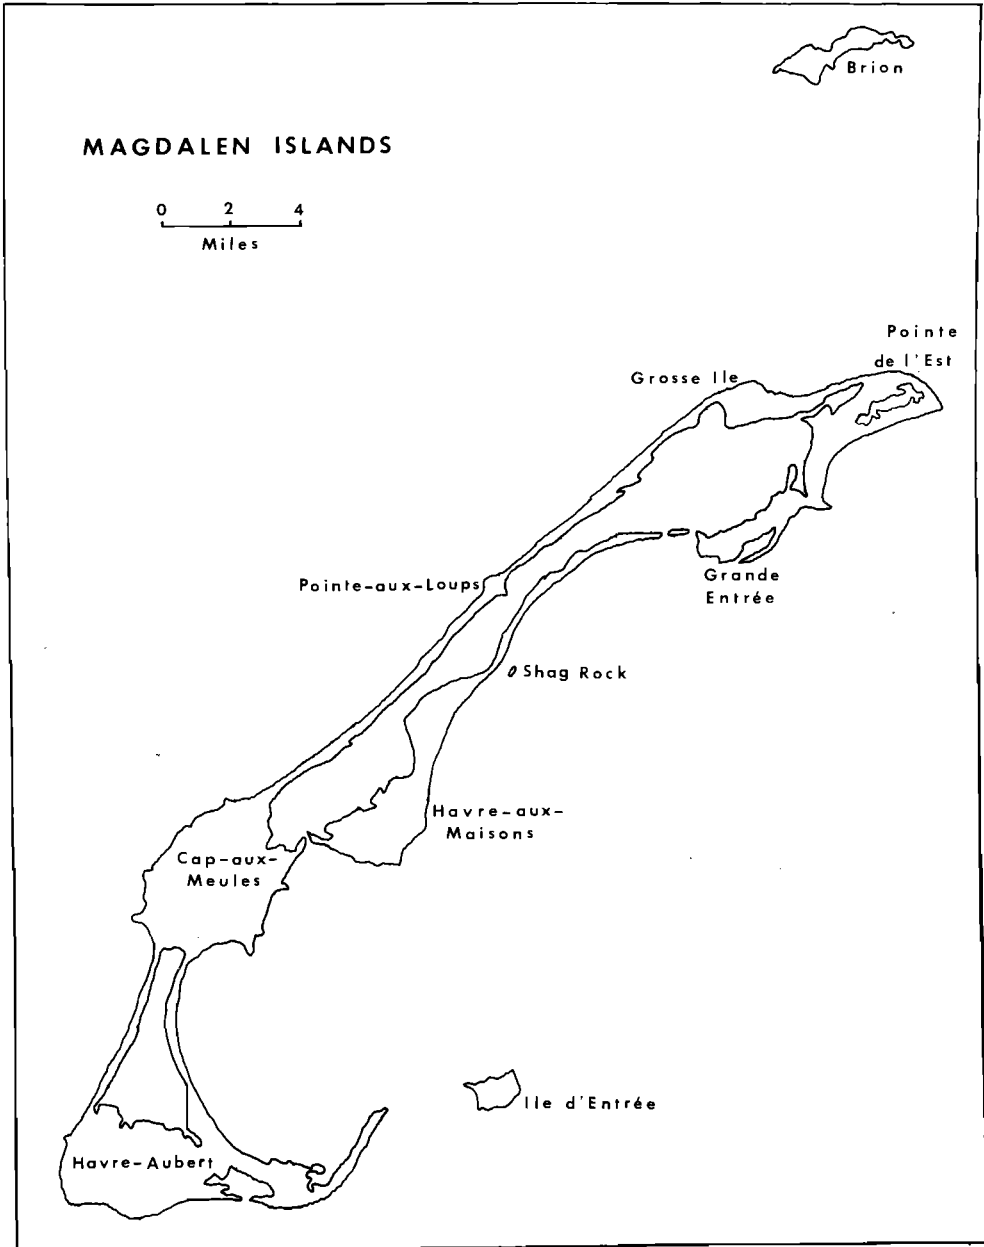 Brion
MAGDALEN ISLANDS
0 2 4
Miles
Pointe
de l'Est
Grosse Ile
Pointe-aux-Loups
Grande
Entrée
Shag Rock
Havre-aux-
Maisons
Cap-aux-
Meules
Ile d'Entrée
Havre-Aubert